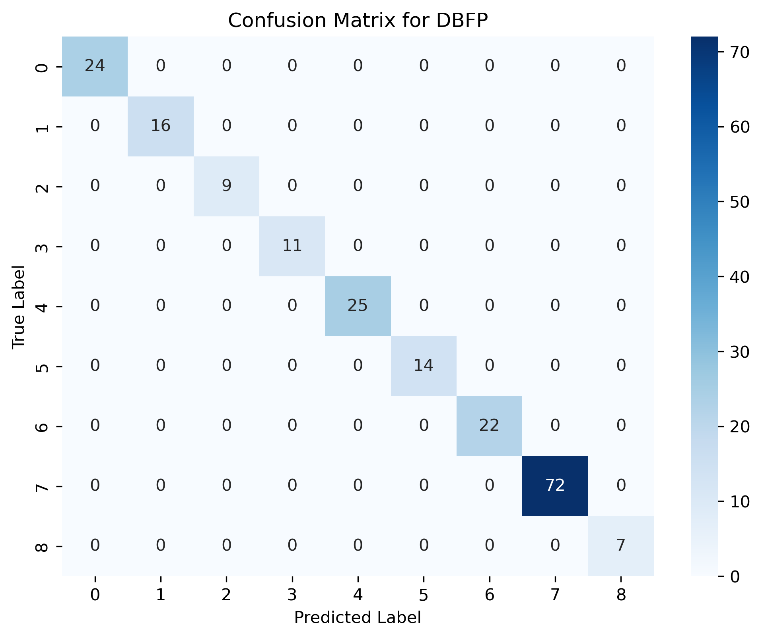 Confusion Matrix for DBFP
0 24 0 0 0 0 0 0 0 0
1 0 16 0 0 0 0 0 0 0
2 0 0 9 0 0 0 0 0 0
3 0 0 0 11 0 0 0 0 0
4 0 0 0 0 25 0 0 0 0
5 0 0 0 0 0 14 0 0 0
6 0 0 0 0 0 0 22 0 0
7 0 0 0 0 0 0 0 72 0
8 0 0 0 0 0 0 0 0 7
0 1 2 3 4 5 6 7 8
True Label
Predicted Label
70
60
50
40
30
20
10
0